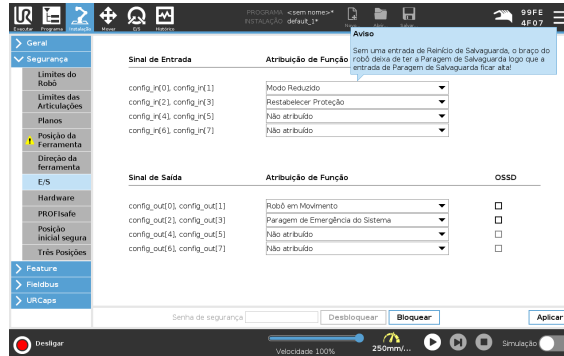 PROGRAMA <sem nome>*
INSTALAÇÃO default_1*
99FE
4F07
Executar Programa Instalação Mover E/S Histórico
Aviso
Sem uma entrada de Reinício de Salvaguarda, o braço do
robô deixa de ter a Paragem de Salvaguarda logo que a
entrada de Paragem de Salvaguarda ficar alta!
Geral
Segurança
Limites do
Robô
Limites das
Articulações
Planos
Posição da
Ferramenta
Direção da
ferramenta
E/S
Hardware
PROFIsafe
Posição
inicial segura
Três Posições
Feature
Fieldbus
URCaps
Sinal de Entrada Atribuição de Função
config_in[0], config_in[1] Modo Reduzido
config_in[2], config_in[3] Restabelecer Proteção
config_in[4], config_in[5] Não atribuído
config_in[6], config_in[7] Não atribuído
Sinal de Saída Atribuição de Função OSSD
config_out[0], config_out[1] Robô em Movimento
config_out[2], config_out[3] Paragem de Emergência do Sistema
config_out[4], config_out[5] Não atribuído
config_out[6], config_out[7] Não atribuído
Senha de segurança Desbloquear Bloquear Aplicar
Desligar
Velocidade 100%
250mm/...
Simulação